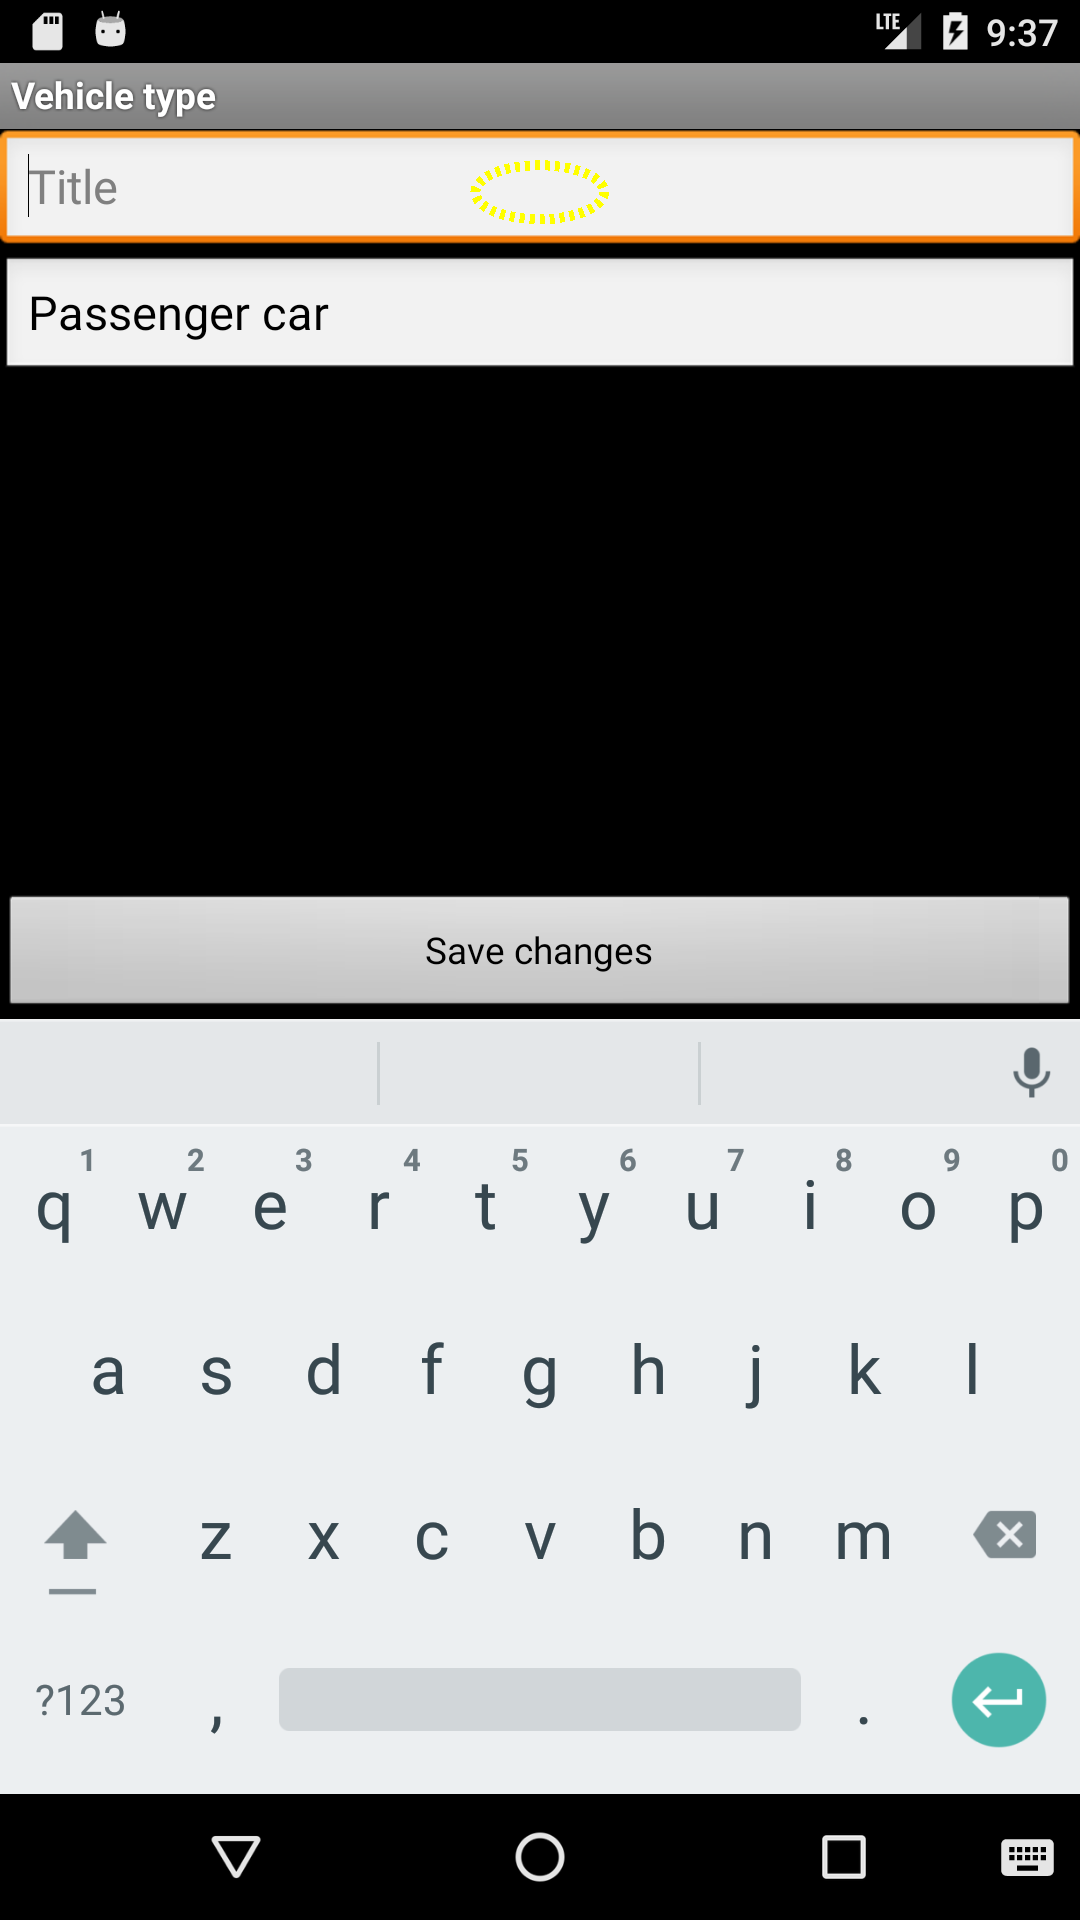 LTE 9:37
Vehicle type
Title
Passenger car
Save changes
1 2 3 4 5 6 7 8 9 0
q w e r t y u i o p
a s d f g h j k l
z x c v b n m
?123 , .